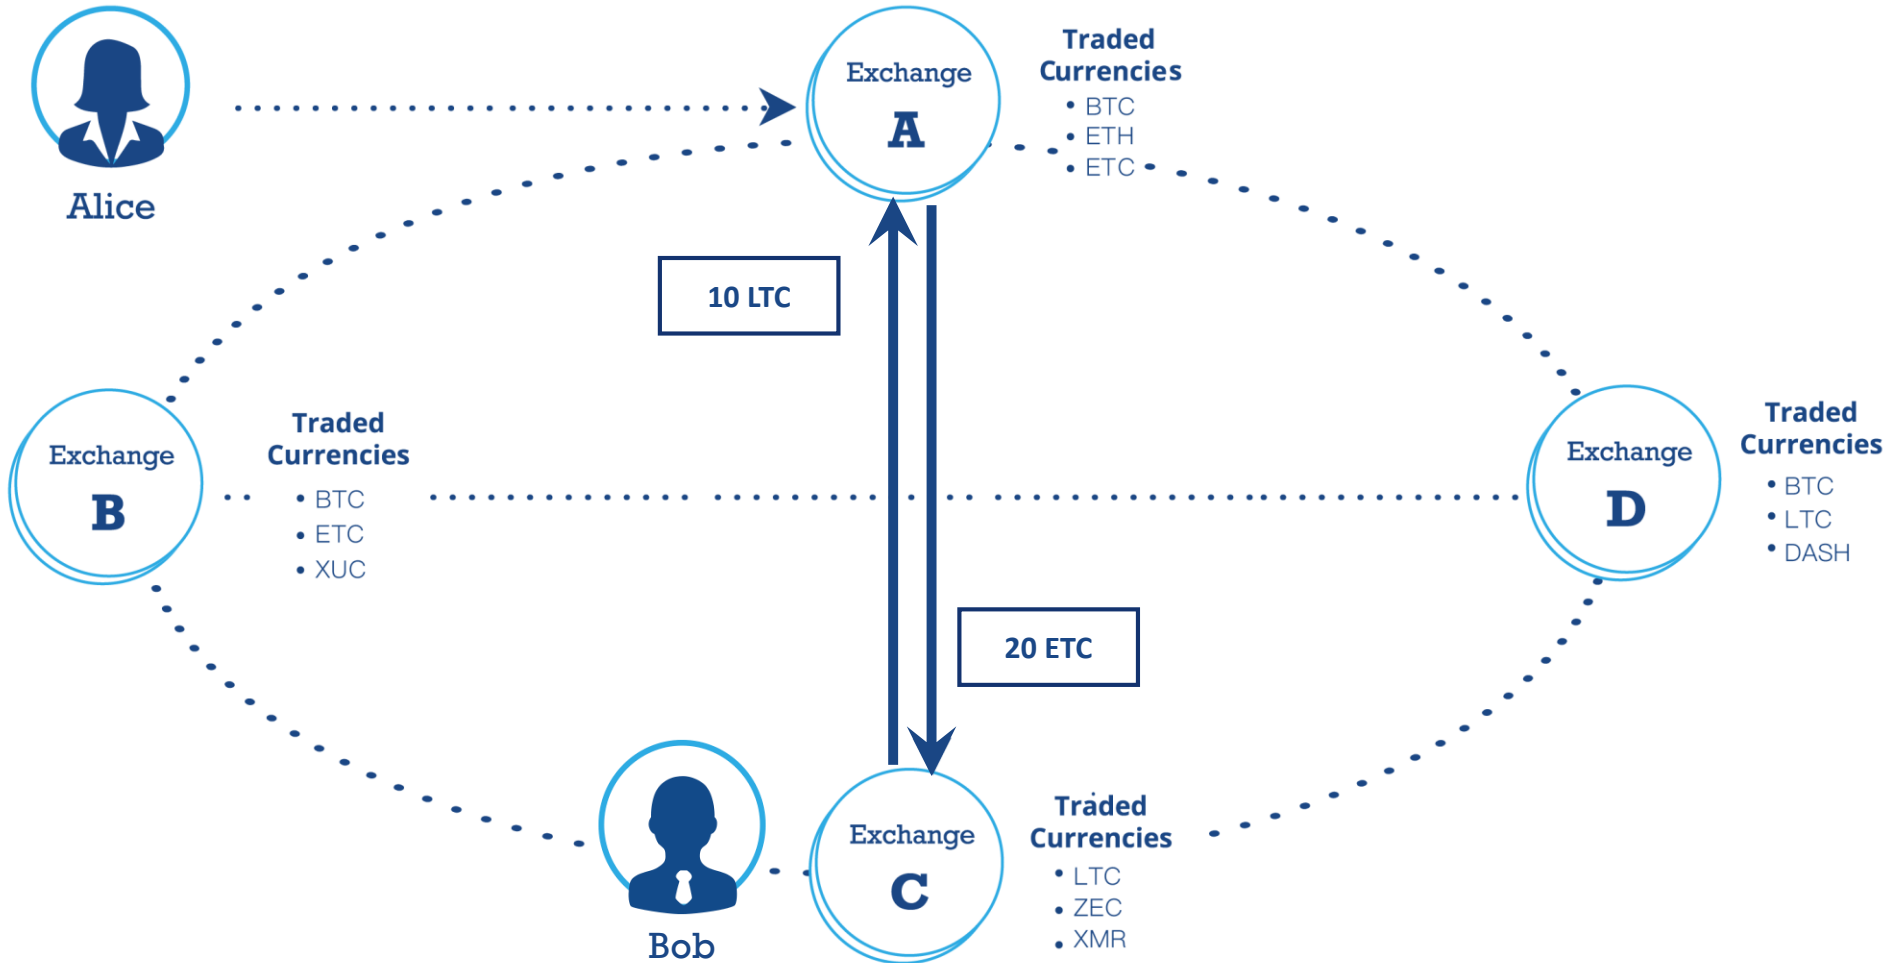 Alice
Exchange
A
Traded
Currencies
• BTC
• ETH
• ETC
10 LTC
Exchange
B
Traded
Currencies
• BTC
• ETC
• XUC
Exchange
D
Traded
Currencies
• BTC
• LTC
• DASH
20 ETC
Bob
Exchange
C
Traded
Currencies
• LTC
• ZEC
• XMR